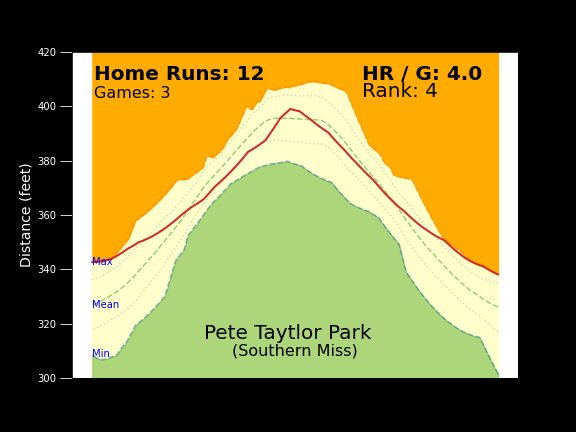 Home Runs: 12
Games: 3
HR / G: 4.0
Rank: 4
Distance (feet)
420
400
380
360
340
320
300
Max
Mean
Min
Pete Taytlor Park
(Southern Miss)